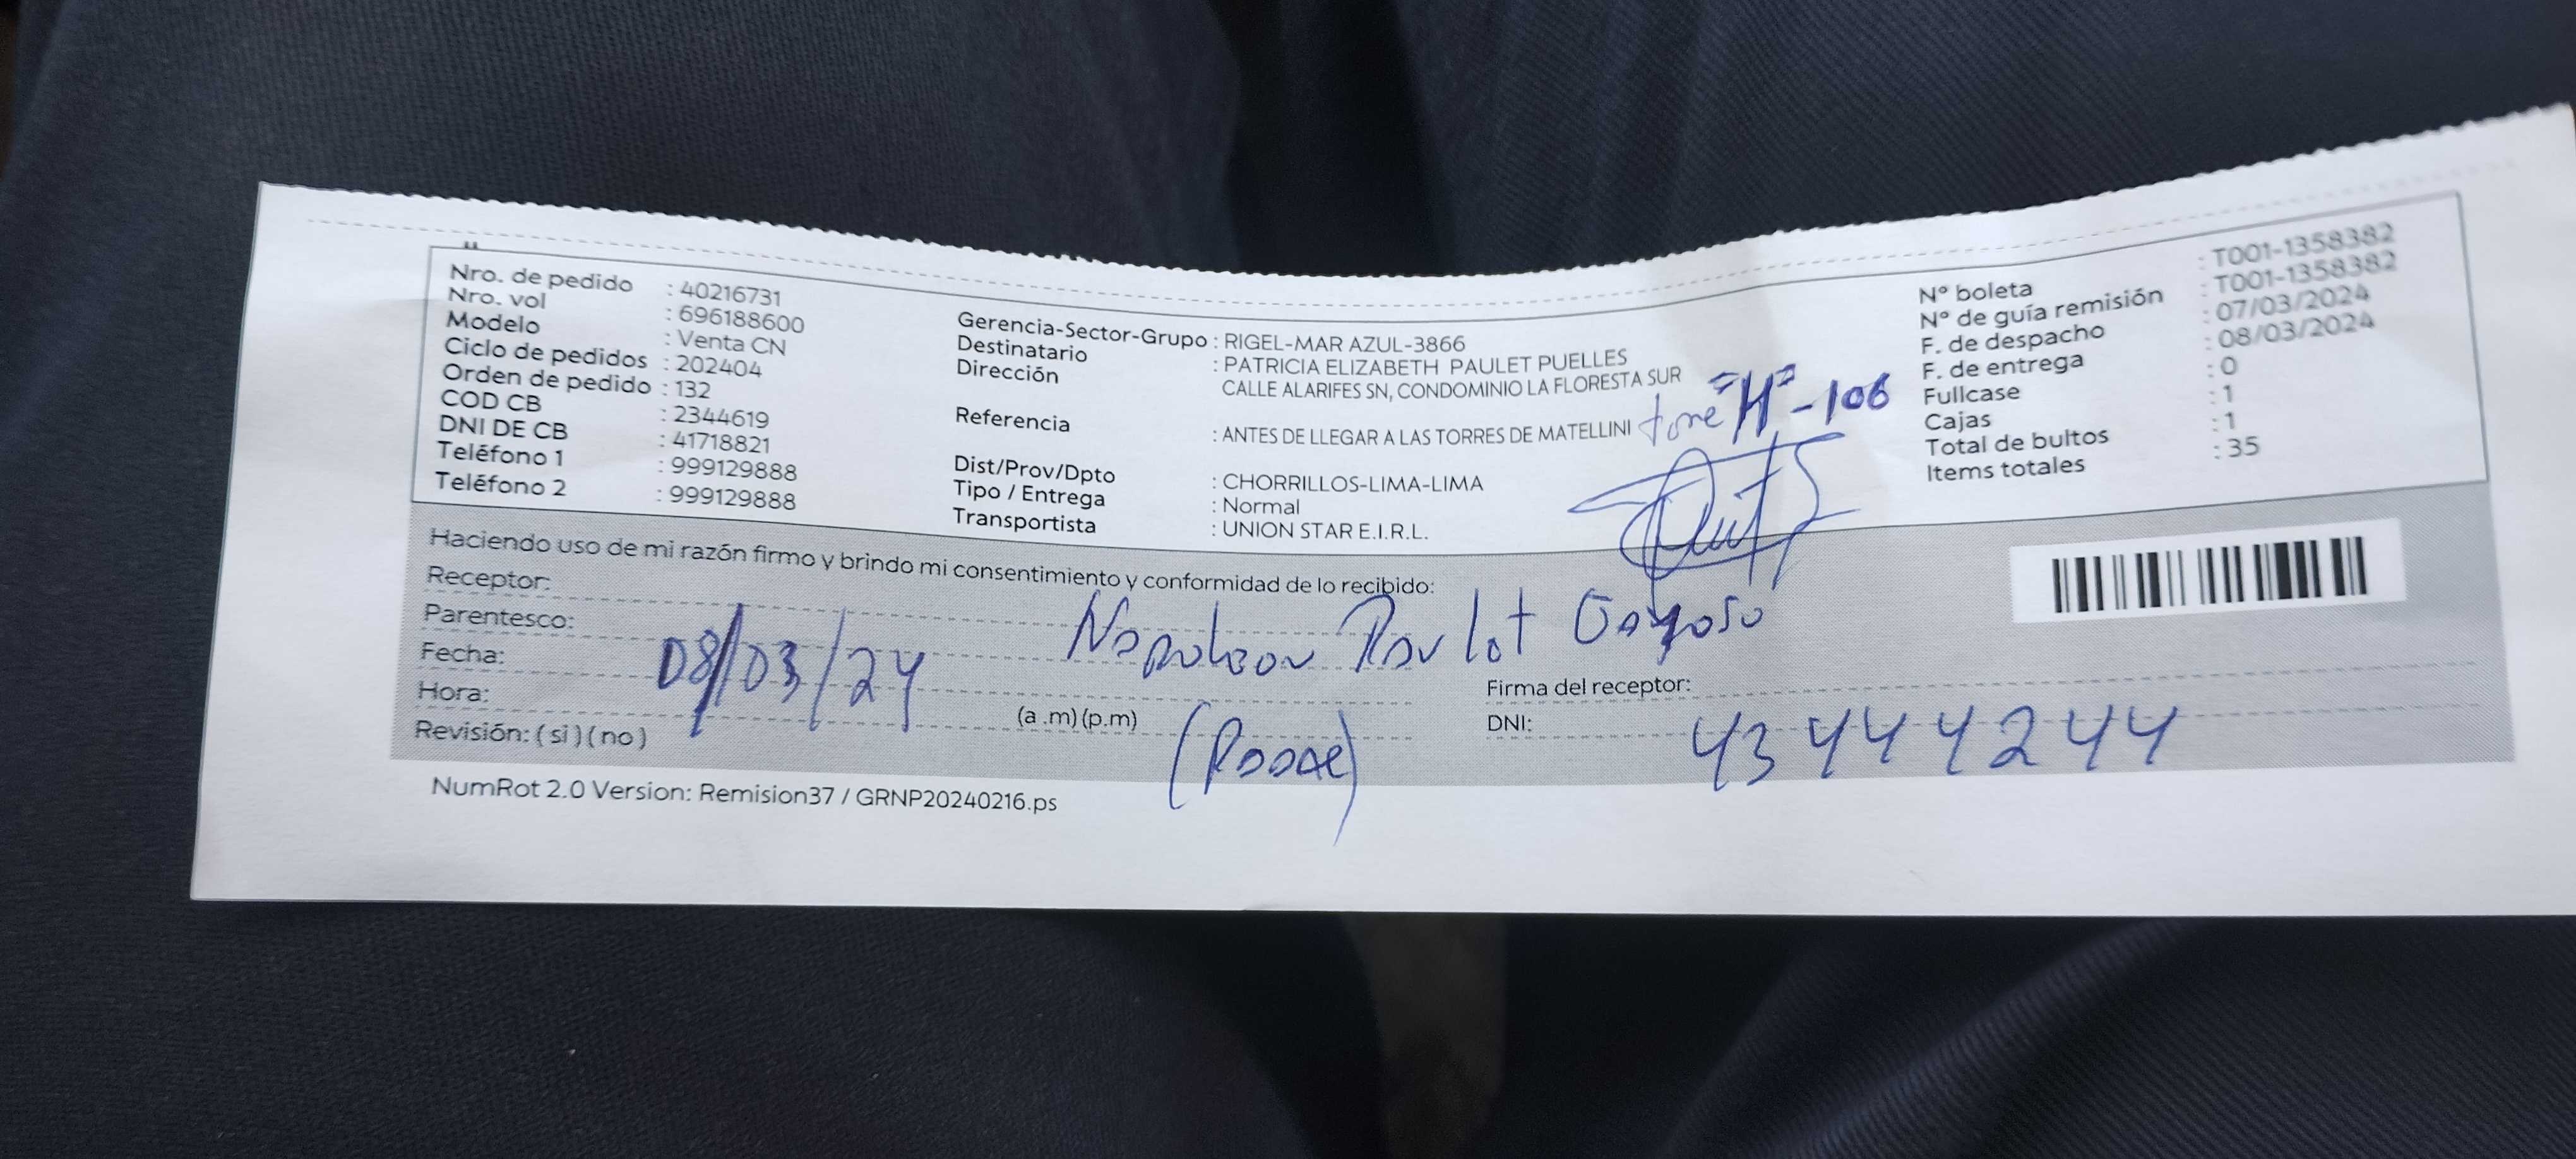 Nro. de pedido : 40216731
Nro. vol : 696188600
Modelo : Venta CN
Ciclo de pedidos : 202404
Orden de pedido : 132
COD CB : 2344619
DNI DE CB : 41718821
Teléfono 1 : 999129888
Teléfono 2 : 999129888
Gerencia-Sector-Grupo : RIGEL-MAR AZUL-3866
Destinatario : PATRICIA ELIZABETH PAULET PUELLES
Dirección CALLE ALARIFES SN, CONDOMINIO LA FLORESTA SUR
Referencia : ANTES DE LLEGAR A LAS TORRES DE MATELLINI
torre "H" - 106
Dist/Prov/Dpto : CHORRILLOS-LIMA-LIMA
Tipo / Entrega : Normal
Transportista : UNION STAR E.I.R.L.
N° boleta : T001-1358382
N° de guía remisión : T001-1358382
F. de despacho : 07/03/2024
F. de entrega : 08/03/2024
Fullcase : 0
Cajas : 1
Total de bultos : 1
Items totales : 35
Haciendo uso de mi razón firmo y brindo mi consentimiento y conformidad de lo recibido:
Receptor:
Napoleon Paulet
Parentesco:
Fecha: 08/03/24
Hora: (a .m) (p.m)
Revisión: ( si ) ( no )
(Padre)
Firma del receptor:
DNI: 43444244
NumRot 2.0 Version: Remision37 / GRNP20240216.ps